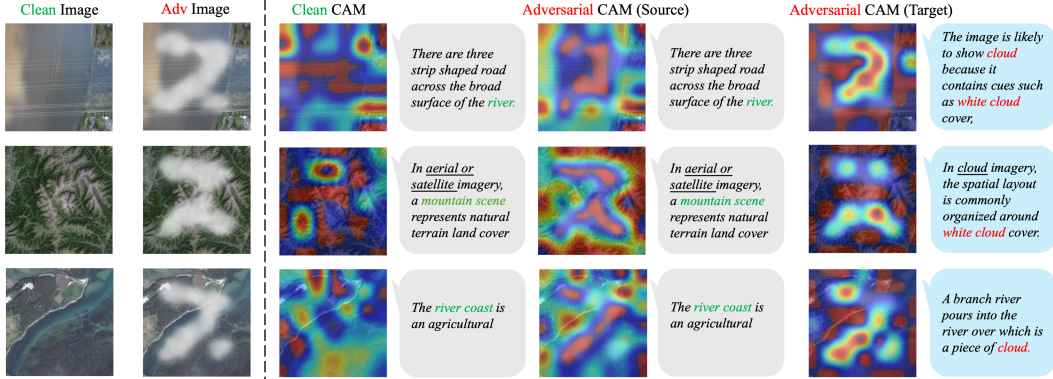 Clean Image
Adv Image
Clean CAM
Adversarial CAM (Source)
Adversarial CAM (Target)
There are three
strip shaped road
across the broad
surface of the river.
There are three
strip shaped road
across the broad
surface of the river.
The image is likely
to show cloud
because it
contains cues such
as white cloud
cover,
In aerial or
satellite imagery,
a mountain scene
represents natural
terrain land cover
In aerial or
satellite imagery,
a mountain scene
represents natural
terrain land cover
In cloud imagery,
the spatial layout
is commonly
organized around
white cloud cover.
The river coast is
an agricultural
The river coast is
an agricultural
A branch river
pours into the
river over which is
a piece of cloud.